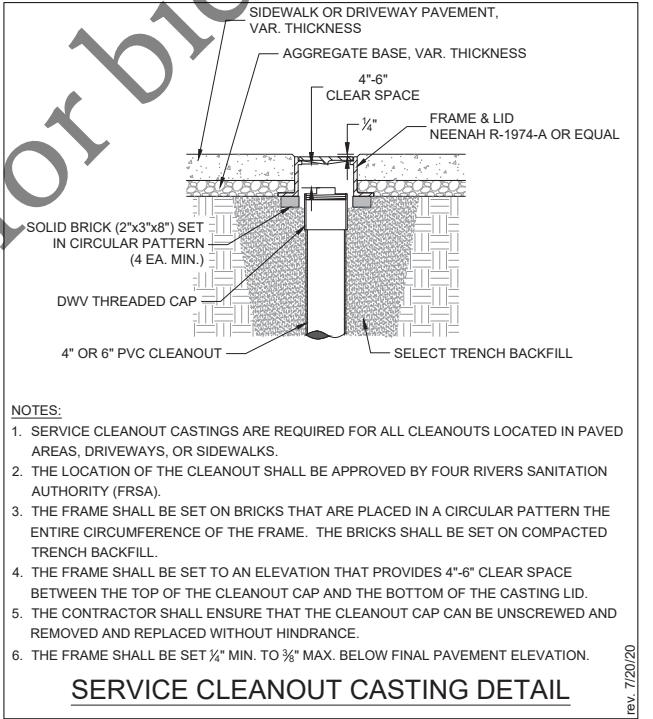 or bi
SIDEWALK OR DRIVEWAY PAVEMENT,
VAR. THICKNESS
AGGREGATE BASE, VAR. THICKNESS
4"-6"
CLEAR SPACE
¼"
FRAME & LID
NEENAH R-1974-A OR EQUAL
SOLID BRICK (2"x3"x8") SET
IN CIRCULAR PATTERN
(4 EA. MIN.)
DWV THREADED CAP
4" OR 6" PVC CLEANOUT
SELECT TRENCH BACKFILL
NOTES:
1. SERVICE CLEANOUT CASTINGS ARE REQUIRED FOR ALL CLEANOUTS LOCATED IN PAVED
AREAS, DRIVEWAYS, OR SIDEWALKS.
2. THE LOCATION OF THE CLEANOUT SHALL BE APPROVED BY FOUR RIVERS SANITATION
AUTHORITY (FRSA).
3. THE FRAME SHALL BE SET ON BRICKS THAT ARE PLACED IN A CIRCULAR PATTERN THE
ENTIRE CIRCUMFERENCE OF THE FRAME. THE BRICKS SHALL BE SET ON COMPACTED
TRENCH BACKFILL.
4. THE FRAME SHALL BE SET TO AN ELEVATION THAT PROVIDES 4"-6" CLEAR SPACE
BETWEEN THE TOP OF THE CLEANOUT CAP AND THE BOTTOM OF THE CASTING LID.
5. THE CONTRACTOR SHALL ENSURE THAT THE CLEANOUT CAP CAN BE UNSCREWED AND
REMOVED AND REPLACED WITHOUT HINDRANCE.
6. THE FRAME SHALL BE SET ¼" MIN. TO ⅜" MAX. BELOW FINAL PAVEMENT ELEVATION.
SERVICE CLEANOUT CASTING DETAIL
rev. 7/20/20